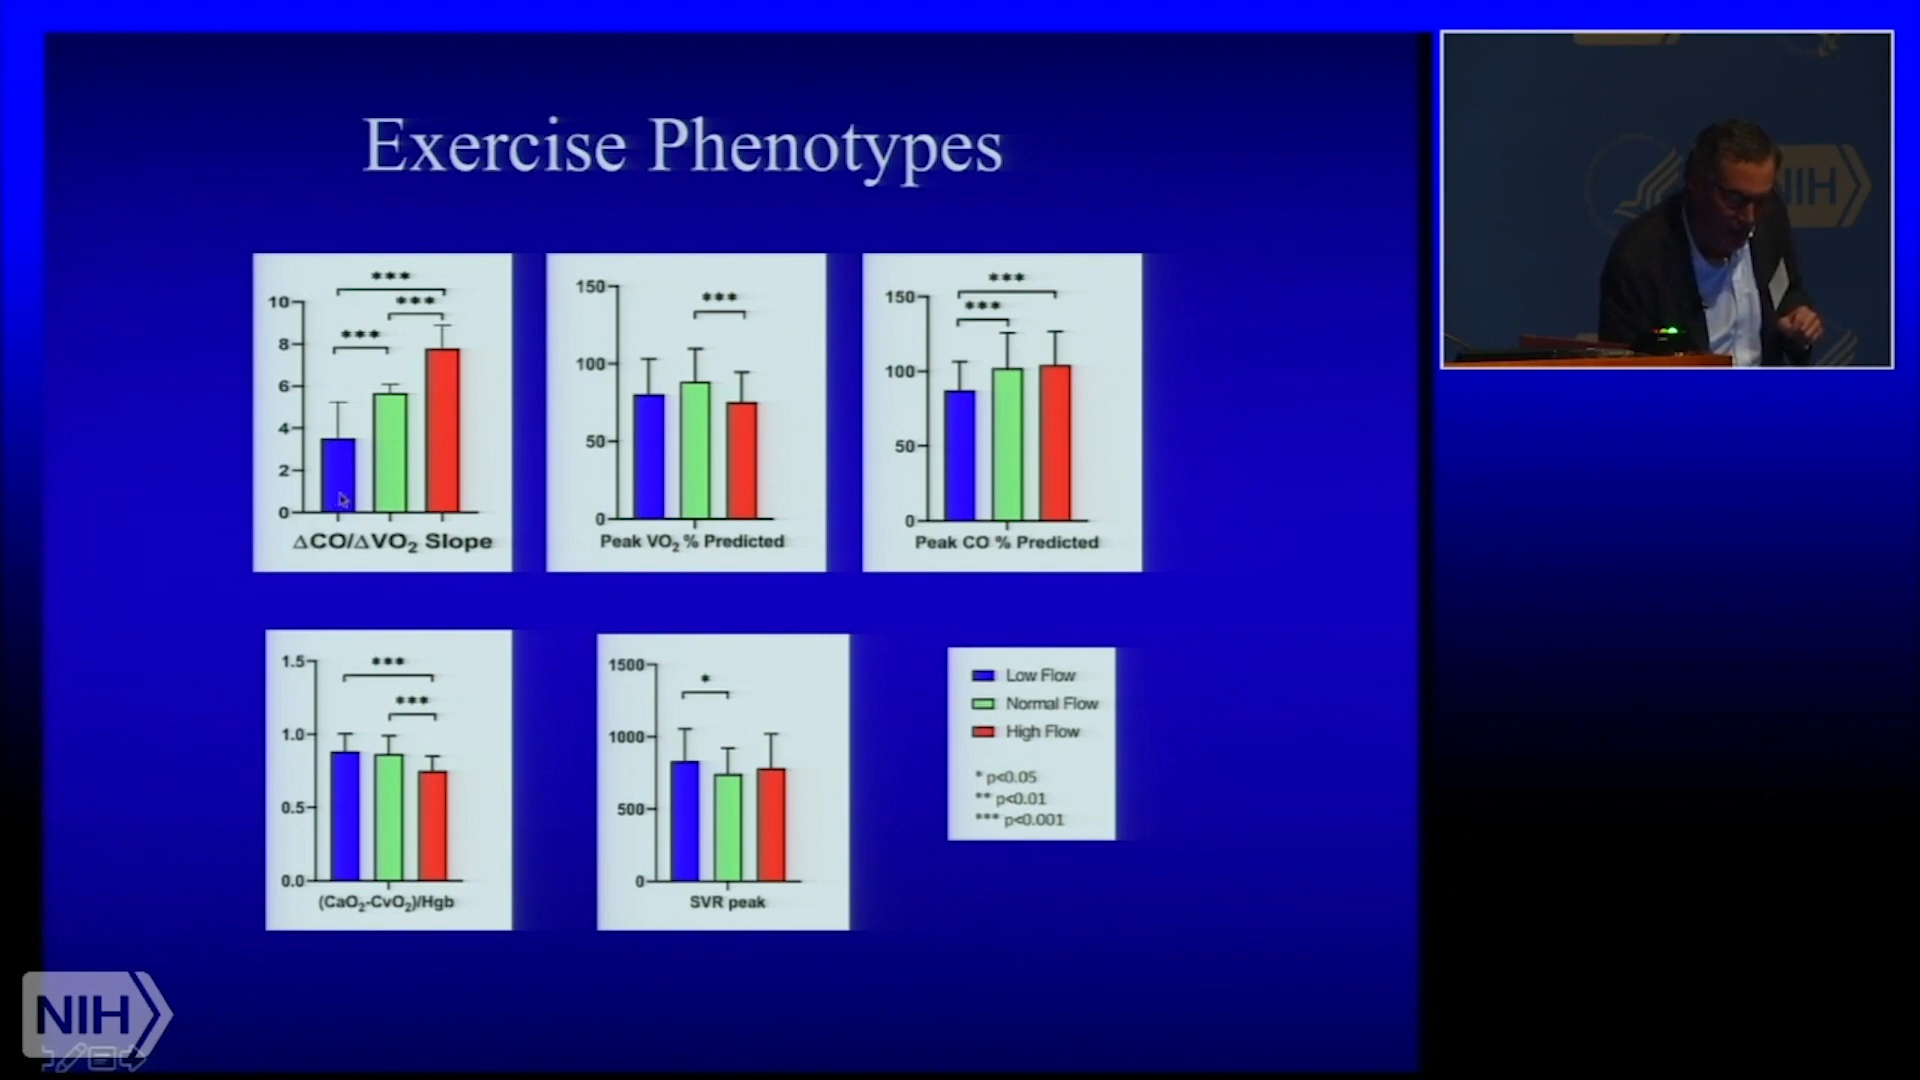 Exercise Phenotypes
***
***
***
10
8
6
4
2
0
ΔCO/ΔVO₂ Slope
***
150
100
50
0
Peak VO₂ % Predicted
***
***
150
100
50
0
Peak CO % Predicted
***
***
1.5
1.0
0.5
0.0
(CaO₂-CvO₂)/Hgb
*
1500
1000
500
0
SVR peak
Low Flow
Normal Flow
High Flow
* p<0.05
** p<0.01
*** p<0.001
NIH
NIH